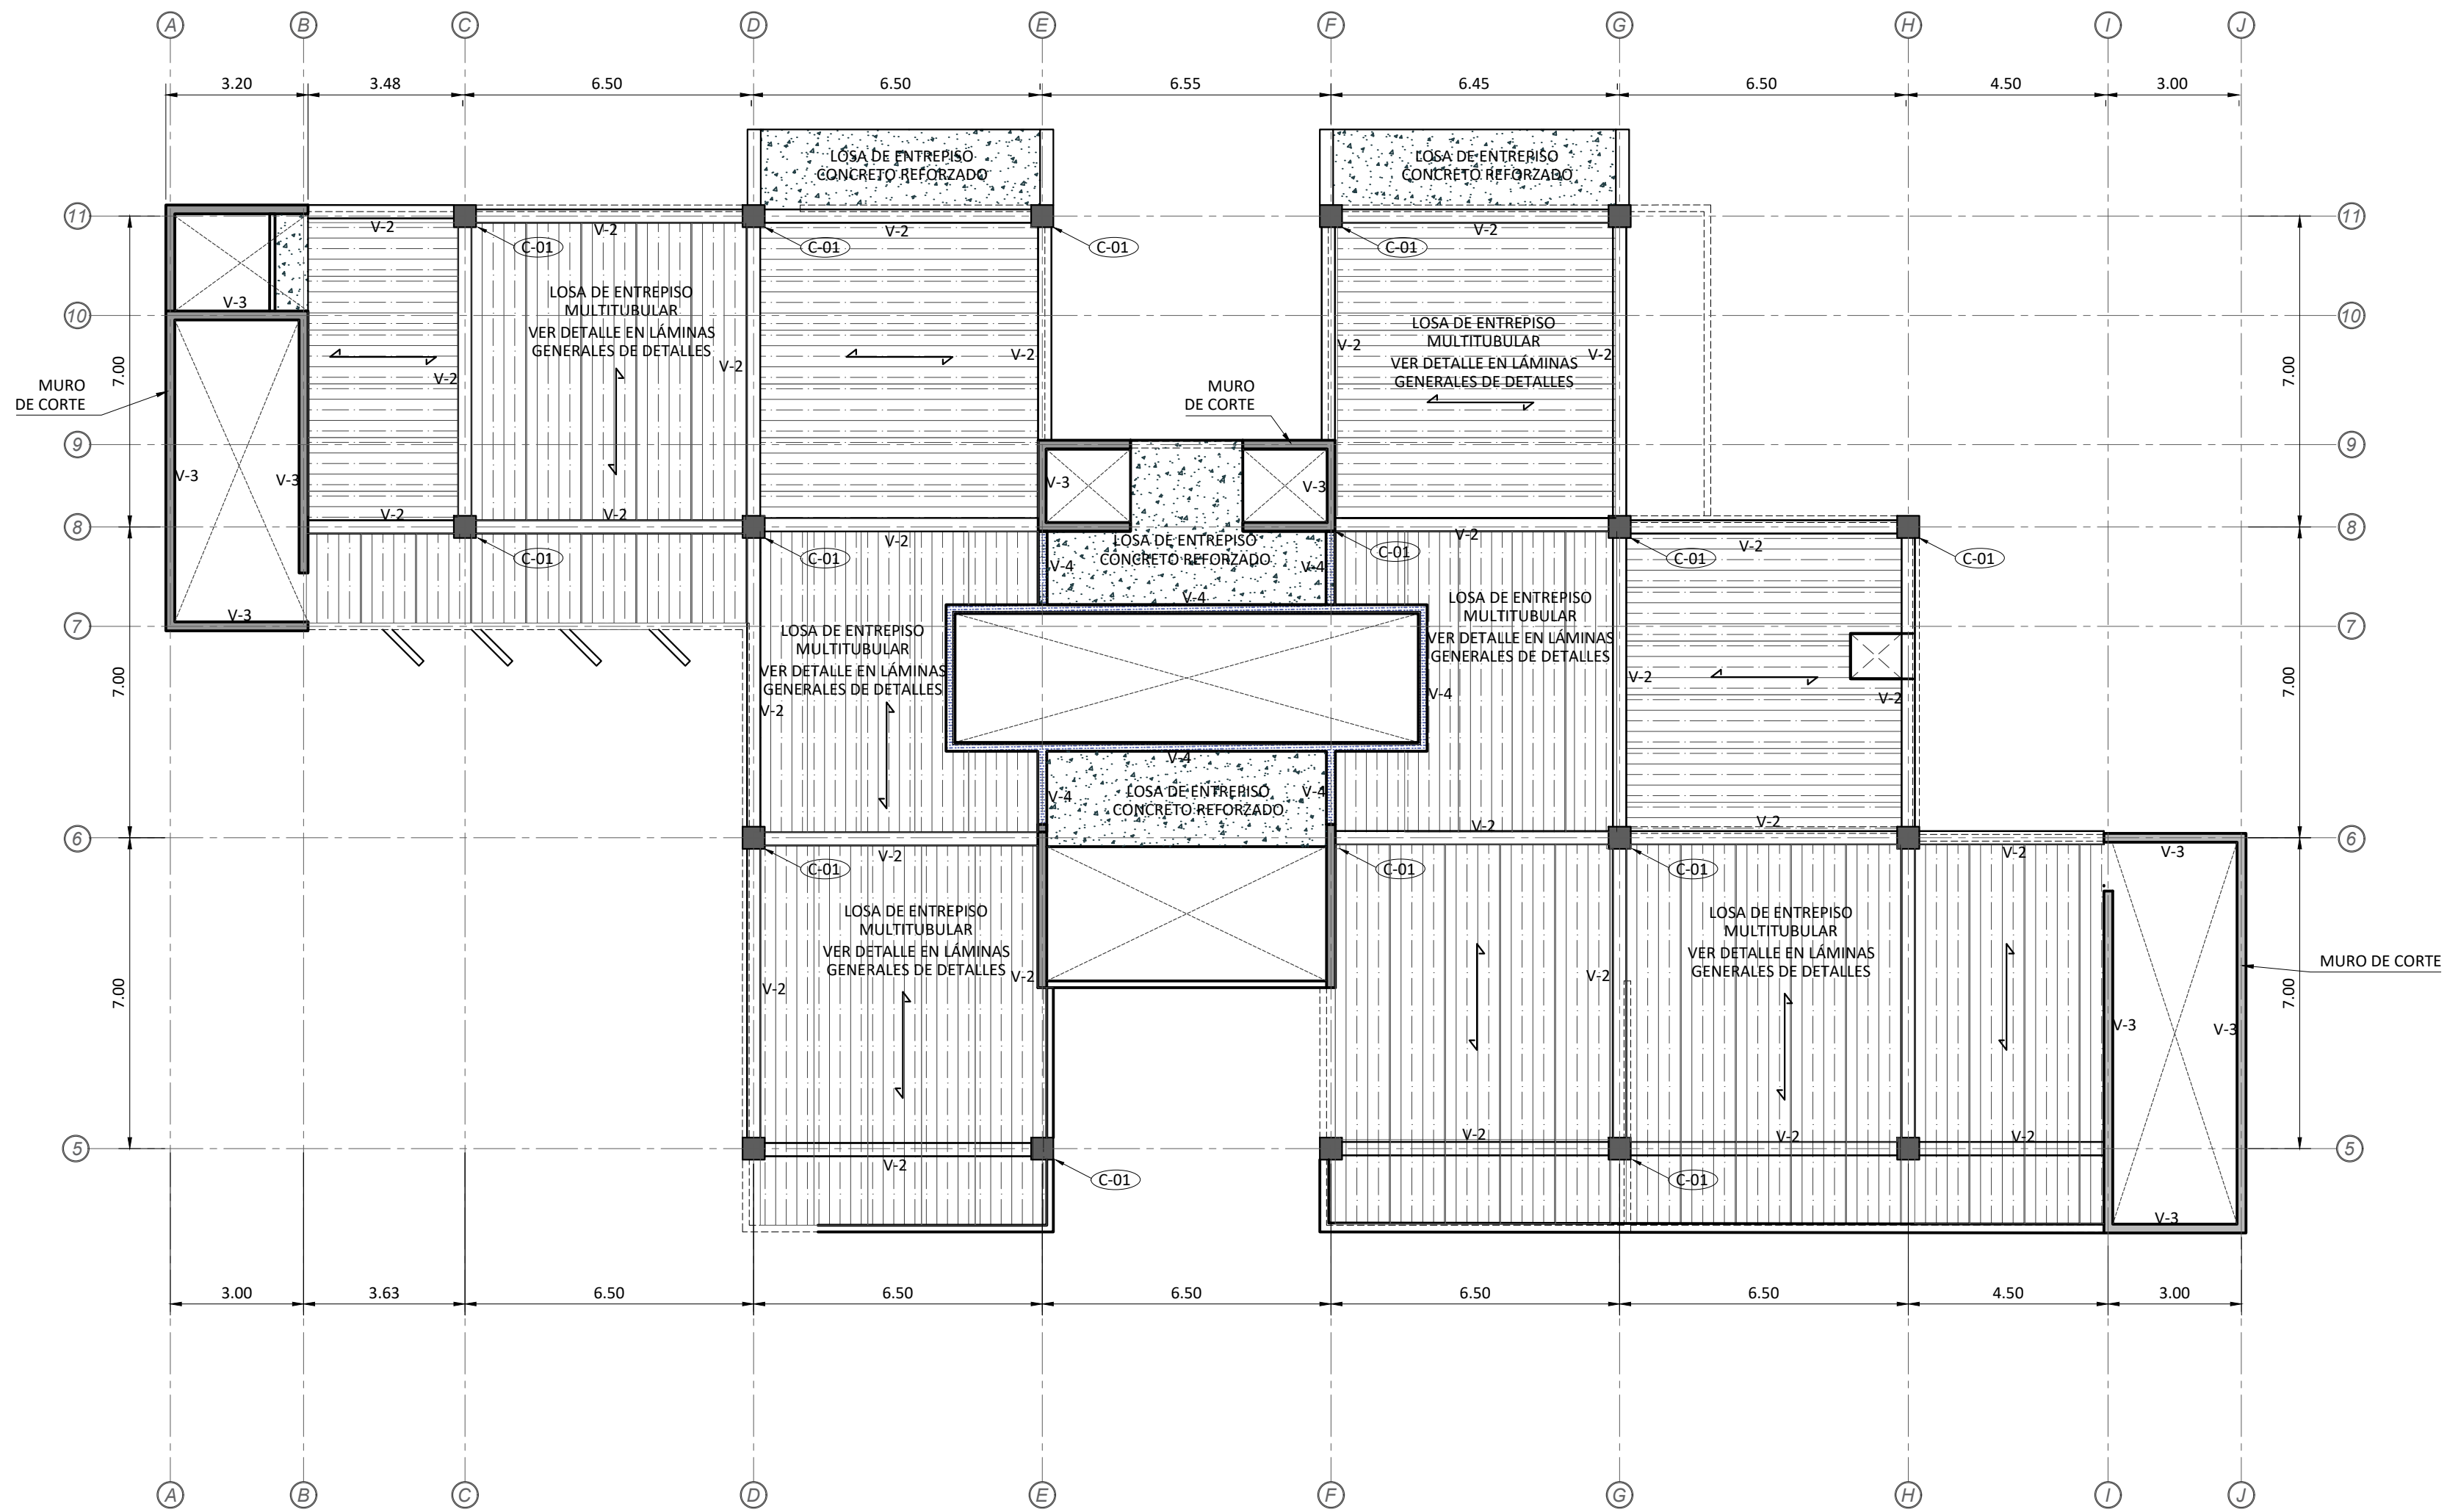 A B C D E F G H I J
3.20 3.48 6.50 6.50 6.55 6.45 6.50 4.50 3.00
LOSA DE ENTREPISO
CONCRETO REFORZADO
LOSA DE ENTREPISO
CONCRETO REFORZADO
11 11
V-2 V-2 V-2 V-2
C-01 C-01 C-01 C-01
LOSA DE ENTREPISO
MULTITUBULAR
VER DETALLE EN LÁMINAS
GENERALES DE DETALLES
V-3
10 10
LOSA DE ENTREPISO
MULTITUBULAR
VER DETALLE EN LÁMINAS
GENERALES DE DETALLES
7.00 V-2 V-2 V-2 V-2 V-2 7.00
MURO
DE CORTE
MURO
DE CORTE
9 9
V-3 V-3 V-3 V-3
V-2 V-2
8 8
V-2 V-2 V-2
LOSA DE ENTREPISO
CONCRETO REFORZADO
C-01 C-01 C-01 C-01 C-01
V-4 V-4
V-4
V-3
7 7
LOSA DE ENTREPISO
MULTITUBULAR
VER DETALLE EN LÁMINAS
GENERALES DE DETALLES
LOSA DE ENTREPISO
MULTITUBULAR
VER DETALLE EN LÁMINAS
GENERALES DE DETALLES
7.00 V-2 V-4 V-2 V-2 7.00
V-4
V-4 V-4
LOSA DE ENTREPISO
CONCRETO REFORZADO
V-2 V-2
6 6
V-2 V-2 V-3
C-01 C-01 C-01
LOSA DE ENTREPISO
MULTITUBULAR
VER DETALLE EN LÁMINAS
GENERALES DE DETALLES
LOSA DE ENTREPISO
MULTITUBULAR
VER DETALLE EN LÁMINAS
GENERALES DE DETALLES
MURO DE CORTE
7.00 V-2 V-2 V-2 V-3 V-3 7.00
5 5
V-2 V-2 V-2 V-2
C-01 C-01
V-3
3.00 3.63 6.50 6.50 6.50 6.50 6.50 4.50 3.00
A B C D E F G H I J